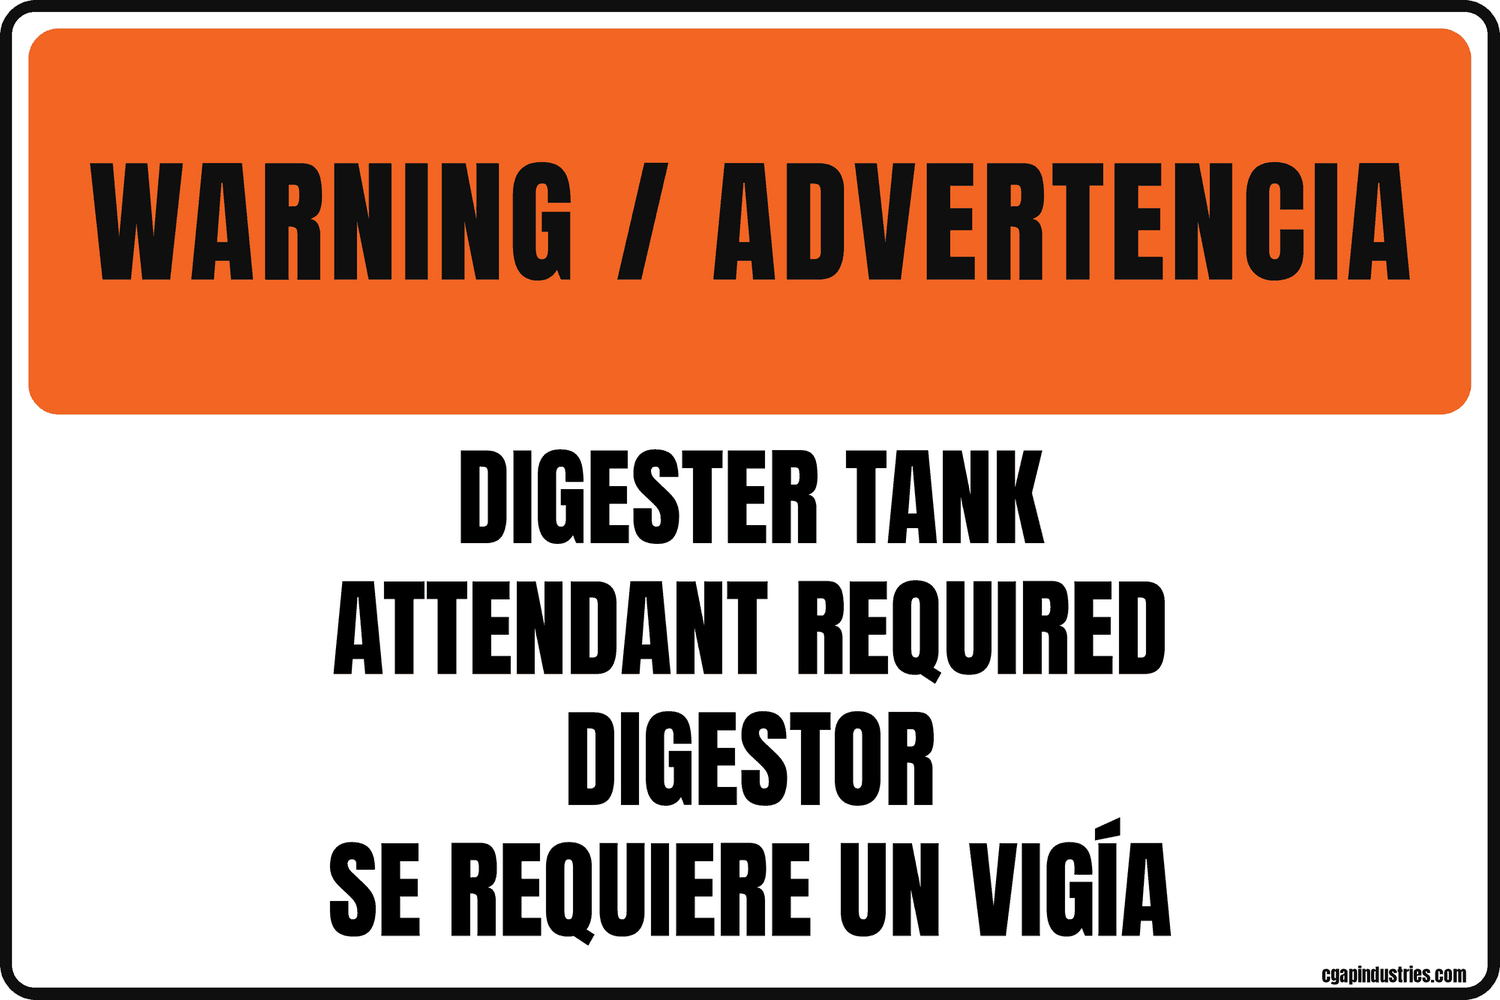 WARNING / ADVERTENCIA
DIGESTER TANK
ATTENDANT REQUIRED
DIGESTOR
SE REQUIERE UN VIGÍA
cgapindustries.com